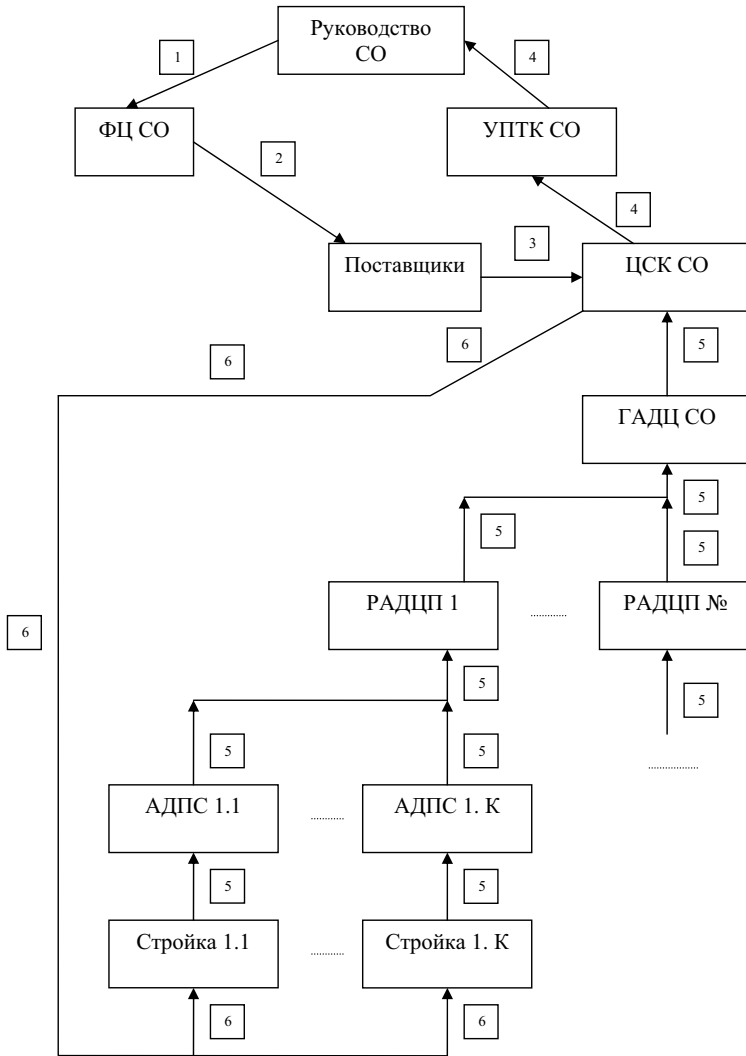 Руководство
СО
1
4
ФЦ СО
УПТК СО
2
4
3
Поставщики
ЦСК СО
6
6
5
ГАДЦ СО
5
5
5
РАДЦП 1
..........
РАДЦП №
6
5
5
5
5
..............
АДПС 1.1
.........
АДПС 1. К
5
5
Стройка 1.1
.........
Стройка 1. К
6
6